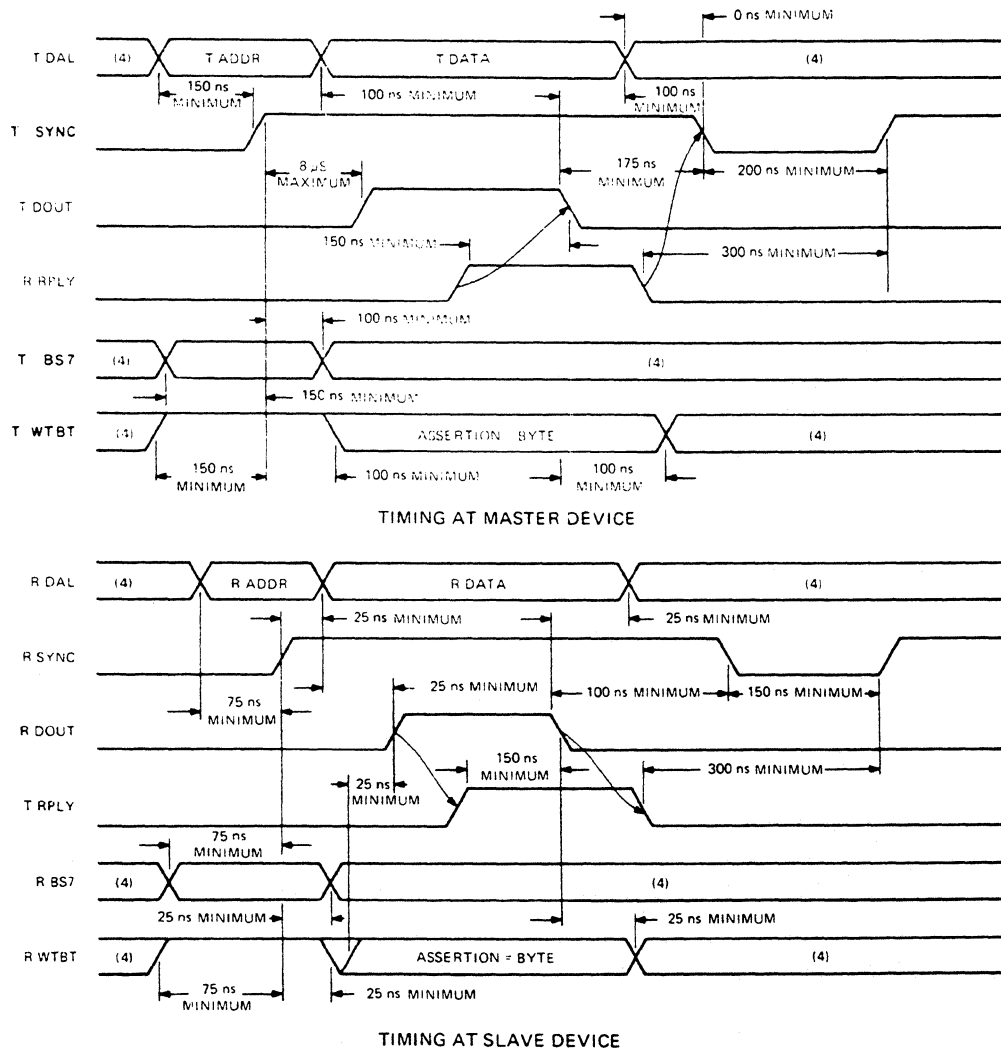 0 ns MINIMUM
T DAL (4) T ADDR T DATA (4)
150 ns MINIMUM
100 ns MINIMUM
100 ns MINIMUM
T SYNC
8 µS MAXIMUM
175 ns MINIMUM
200 ns MINIMUM
T DOUT
150 ns MINIMUM
300 ns MINIMUM
R RPLY
100 ns MINIMUM
T BS7 (4) (4)
150 ns MINIMUM
T WTBT (4) ASSERTION = BYTE (4)
150 ns MINIMUM
100 ns MINIMUM
100 ns MINIMUM
TIMING AT MASTER DEVICE
R DAL (4) R ADDR R DATA (4)
25 ns MINIMUM
25 ns MINIMUM
R SYNC
75 ns MINIMUM
25 ns MINIMUM
100 ns MINIMUM
150 ns MINIMUM
R DOUT
25 ns MINIMUM
150 ns MINIMUM
300 ns MINIMUM
T RPLY
75 ns MINIMUM
R BS7 (4) (4)
25 ns MINIMUM
25 ns MINIMUM
R WTBT (4) ASSERTION = BYTE (4)
75 ns MINIMUM
25 ns MINIMUM
TIMING AT SLAVE DEVICE